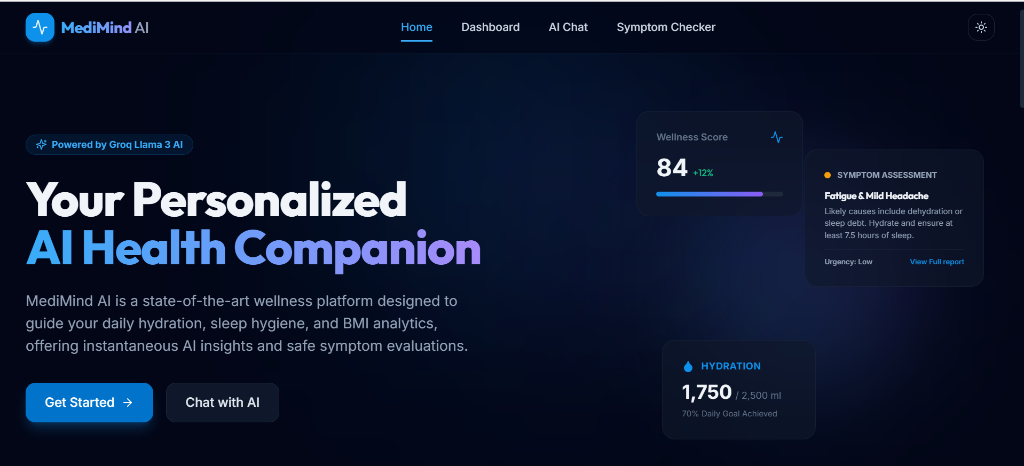 MediMind AI
Home
Dashboard
AI Chat
Symptom Checker
Powered by Groq Llama 3 AI
Your Personalized
AI Health Companion
MediMind AI is a state-of-the-art wellness platform designed to
guide your daily hydration, sleep hygiene, and BMI analytics,
offering instantaneous AI insights and safe symptom evaluations.
Get Started →
Chat with AI
Wellness Score
84 +12%
SYMPTOM ASSESSMENT
Fatigue & Mild Headache
Likely causes include dehydration or
sleep debt. Hydrate and ensure at
least 7.5 hours of sleep.
Urgency: Low
View Full report
HYDRATION
1,750 / 2,500 ml
70% Daily Goal Achieved